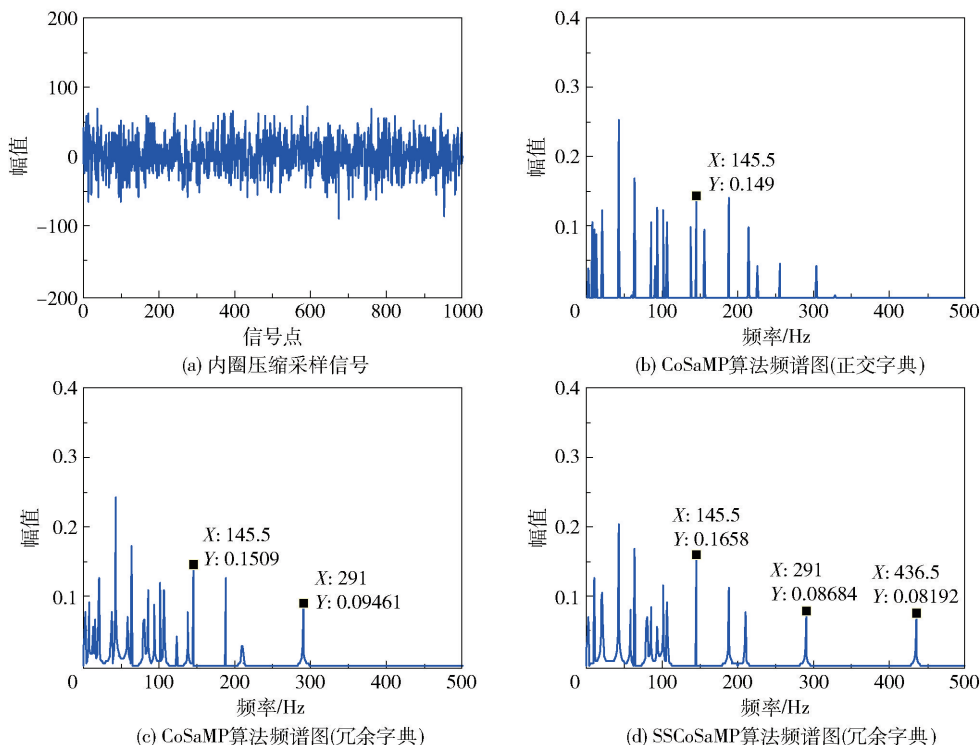 200
100
0
−100
−200
幅值
0
200
400
600
800
1000
信号点
(a) 内圈压缩采样信号
0.4
0.3
0.2
0.1
幅值
X: 145.5
Y: 0.149
0
100
200
300
400
500
频率/Hz
(b) CoSaMP算法频谱图(正交字典)
0.4
0.3
0.2
0.1
幅值
X: 145.5
Y: 0.1509
X: 291
Y: 0.09461
0
100
200
300
400
500
频率/Hz
(c) CoSaMP算法频谱图(冗余字典)
0.4
0.3
0.2
0.1
幅值
X: 145.5
Y: 0.1658
X: 291
Y: 0.08684
X: 436.5
Y: 0.08192
0
100
200
300
400
500
频率/Hz
(d) SSCoSaMP算法频谱图(冗余字典)